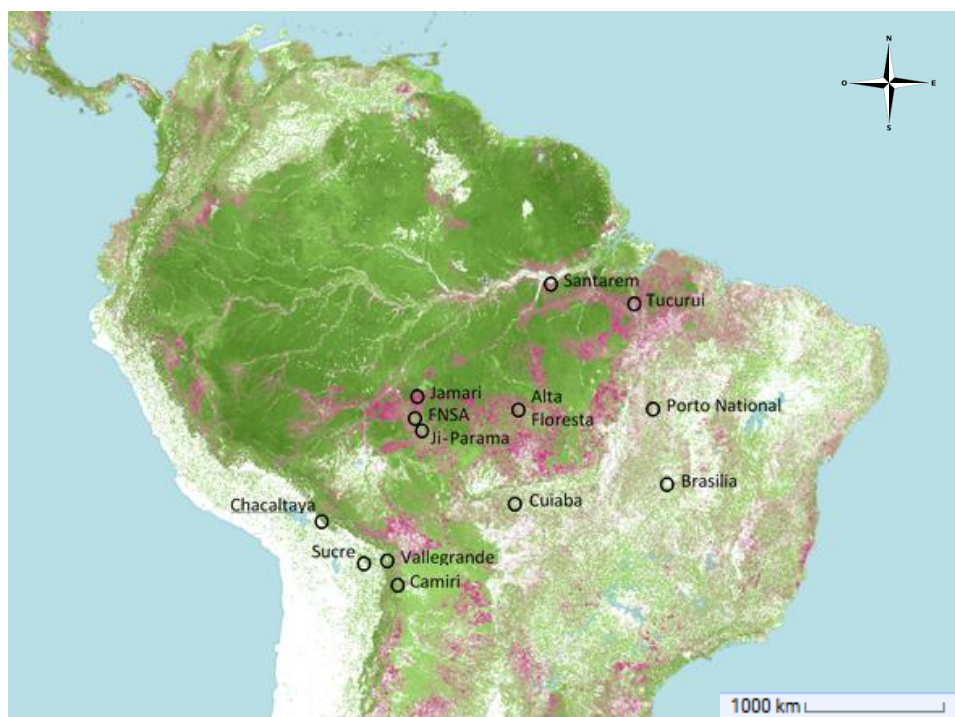 N
O
E
S
Santarem
Tucurui
Jamari
FNSA
Ji-Parama
Alta
Floresta
Porto National
Brasilia
Cuiaba
Chacaltaya
Sucre
Vallegrande
Camiri
1000 km